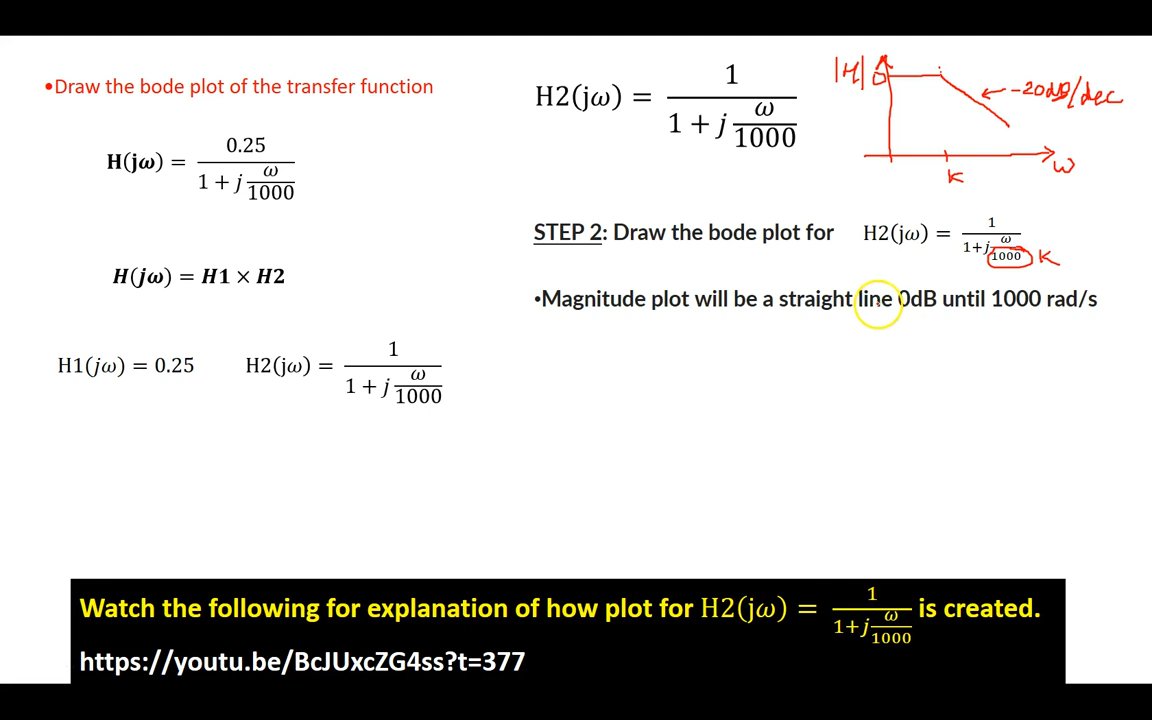 •Draw the bode plot of the transfer function
H(jω) = 0.25 / (1 + j ω/1000)
H(jω) = H1 × H2
H1(jω) = 0.25 H2(jω) = 1 / (1 + j ω/1000)
H2(jω) = 1 / (1 + j ω/1000)
|H| 0
-20dB/dec
K ω
STEP 2: Draw the bode plot for H2(jω) = 1 / (1+j ω/1000) K
•Magnitude plot will be a straight line 0dB until 1000 rad/s
Watch the following for explanation of how plot for H2(jω) = 1 / (1+j ω/1000) is created.
https://youtu.be/BcJUxcZG4ss?t=377